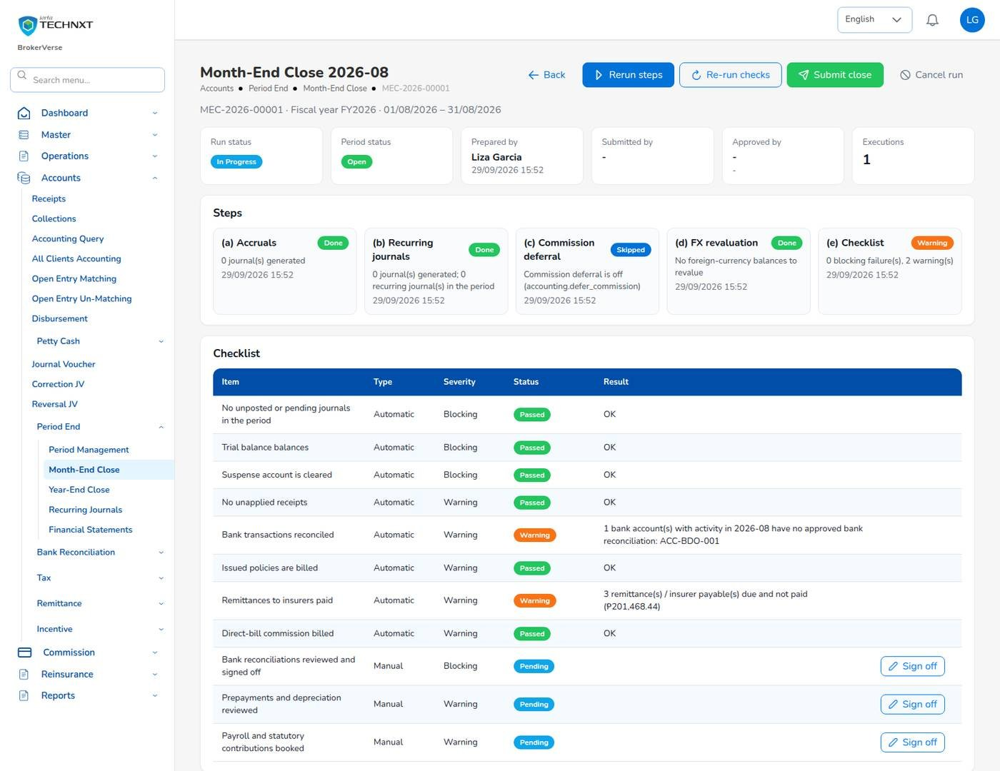 iorta
TECHNXT
BrokerVerse
Search menu...
Dashboard
Master
Operations
Accounts
Receipts
Collections
Accounting Query
All Clients Accounting
Open Entry Matching
Open Entry Un-Matching
Disbursement
Petty Cash
Journal Voucher
Correction JV
Reversal JV
Period End
Period Management
Month-End Close
Year-End Close
Recurring Journals
Financial Statements
Bank Reconciliation
Tax
Remittance
Incentive
Commission
Reinsurance
Reports
English
LG
Month-End Close 2026-08
Accounts • Period End • Month-End Close • MEC-2026-00001
Back
Rerun steps
Re-run checks
Submit close
Cancel run
MEC-2026-00001 · Fiscal year FY2026 · 01/08/2026 – 31/08/2026
Run status
In Progress
Period status
Open
Prepared by
Liza Garcia
29/09/2026 15:52
Submitted by
-
Approved by
-
-
Executions
1
Steps
(a) Accruals
Done
0 journal(s) generated
29/09/2026 15:52
(b) Recurring
journals
Done
0 journal(s) generated; 0
recurring journal(s) in the period
29/09/2026 15:52
(c) Commission
deferral
Skipped
Commission deferral is off
(accounting.defer_commission)
29/09/2026 15:52
(d) FX revaluation
Done
No foreign-currency balances to
revalue
29/09/2026 15:52
(e) Checklist
Warning
0 blocking failure(s), 2 warning(s)
29/09/2026 15:52
Checklist
Item Type Severity Status Result
No unposted or pending journals
in the period
Automatic Blocking Passed OK
Trial balance balances Automatic Blocking Passed OK
Suspense account is cleared Automatic Blocking Passed OK
No unapplied receipts Automatic Warning Passed OK
Bank transactions reconciled Automatic Warning Warning
1 bank account(s) with activity in 2026-08 have no approved bank
reconciliation: ACC-BDO-001
Issued policies are billed Automatic Warning Passed OK
Remittances to insurers paid Automatic Warning Warning
3 remittance(s) / insurer payable(s) due and not paid
(₱201,468.44)
Direct-bill commission billed Automatic Warning Passed OK
Bank reconciliations reviewed and
signed off
Manual Blocking Pending Sign off
Prepayments and depreciation
reviewed
Manual Warning Pending Sign off
Payroll and statutory
contributions booked
Manual Warning Pending Sign off